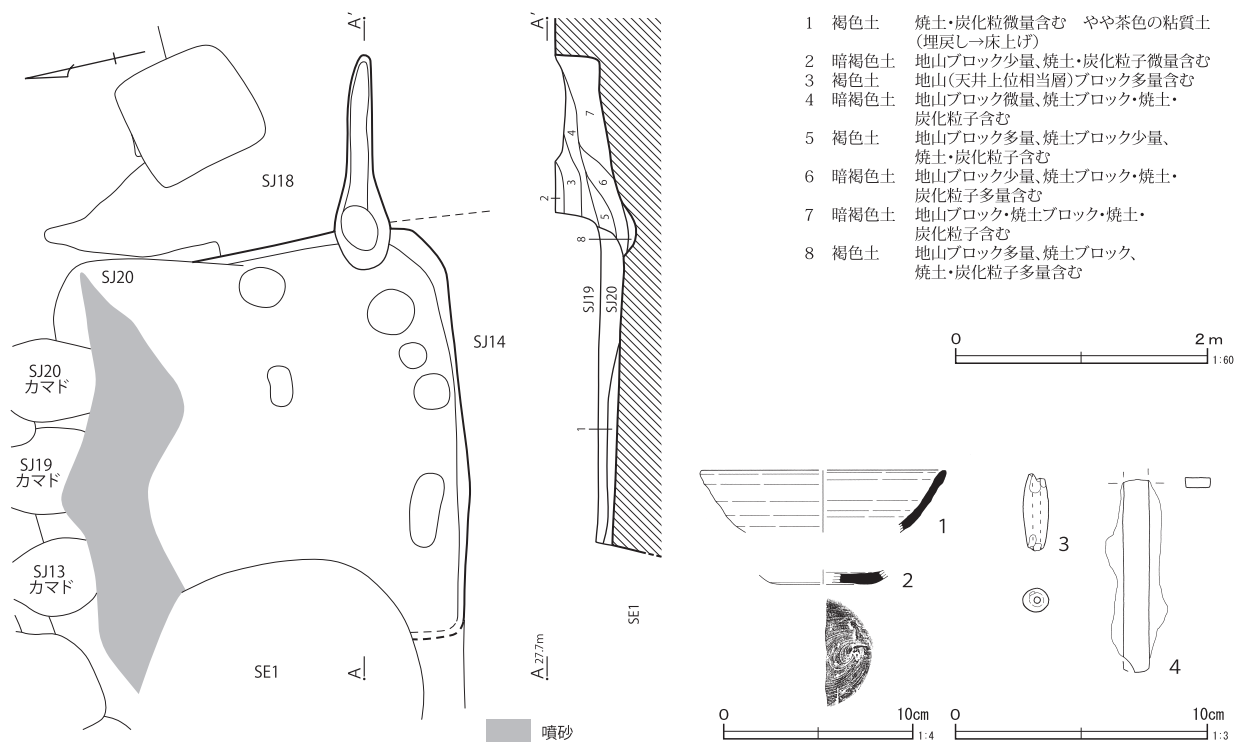 1 褐色土 焼土・炭化粒微量含む やや茶色の粘質土
(埋戻し→床上げ)
2 暗褐色土 地山ブロック少量、焼土・炭化粒子微量含む
3 褐色土 地山(天井上位相当層)ブロック多量含む
4 暗褐色土 地山ブロック微量、焼土ブロック・焼土・
炭化粒子含む
5 褐色土 地山ブロック多量、焼土ブロック少量、
焼土・炭化粒子含む
6 暗褐色土 地山ブロック少量、焼土ブロック・焼土・
炭化粒子多量含む
7 暗褐色土 地山ブロック・焼土ブロック・焼土・
炭化粒子含む
8 褐色土 地山ブロック多量、焼土ブロック、
焼土・炭化粒子多量含む
A'
SJ18
SJ20
SJ14
SJ20
カマド
SJ19
カマド
SJ13
カマド
SE1
A
噴砂
A'
7
4
3
2
6
5
8
SJ19
SJ20
1
SE1
A 27.7m
0 2m
1:60
1
2
3
4
0 10cm
1:4
0 10cm
1:3